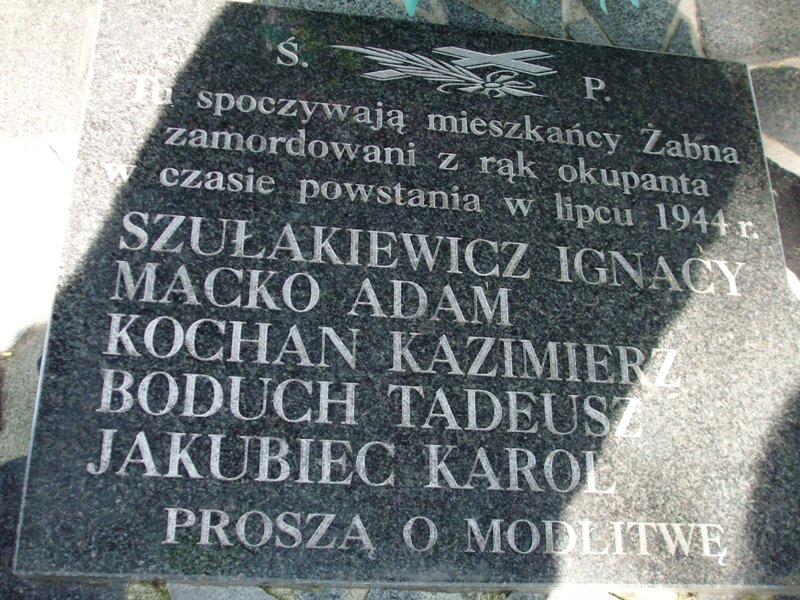 Ś. P.
Tu spoczywają mieszkańcy Żabna
zamordowani z rąk okupanta
w czasie powstania w lipcu 1944 r.
SZUŁAKIEWICZ IGNACY
MACKO ADAM
KOCHAN KAZIMIERZ
BODUCH TADEUSZ
JAKUBIEC KAROL
PROSZĄ O MODLITWĘ